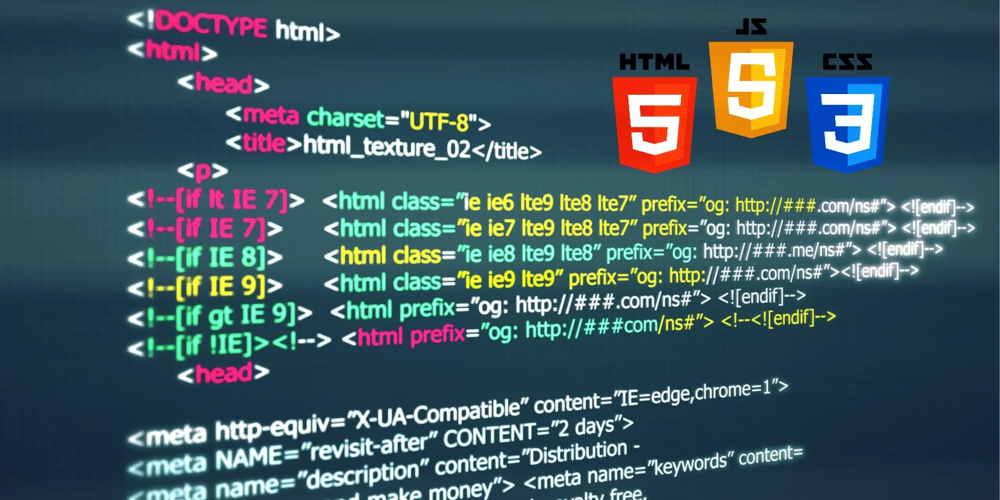 <!DOCTYPE html>
<html>
<head>
<meta charset="UTF-8">
<title>html_texture_02</title>
<p>
<!--[if lt IE 7]> <html class="ie ie6 lte9 lte8 lte7" prefix="og: http://###.com/ns#"> <![endif]-->
<!--[if IE 7]> <html class="ie ie7 lte9 lte8 lte7" prefix="og: http://###.com/ns#"> <![endif]-->
<!--[if IE 8]> <html class="ie ie8 lte9 lte8" prefix="og: http://###.me/ns#"> <![endif]-->
<!--[if IE 9]> <html class="ie ie9 lte9" prefix="og: http://###.com/ns#"><![endif]-->
<!--[if gt IE 9]> <html prefix="og: http://###.com/ns#"> <![endif]-->
<!--[if !IE]><!--> <html prefix="og: http://###com/ns#"> <!--<![endif]-->
<head>
<meta http-equiv="X-UA-Compatible" content="IE=edge,chrome=1">
<meta NAME="revisit-after" CONTENT="2 days">
<meta name="description" content="Distribution -
make money"> <meta name="keywords" content=
free,
JS
HTML
CSS
5
3